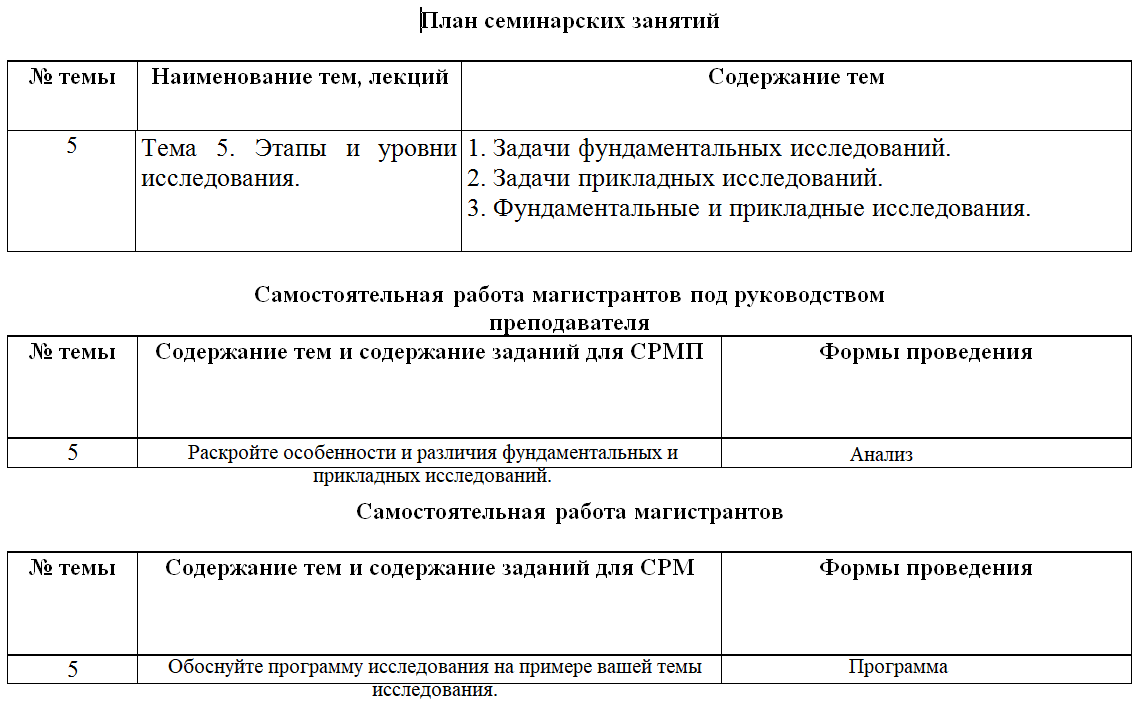 План семинарских занятий
№ темы Наименование тем, лекций Содержание тем
5 Тема 5. Этапы и уровни исследования.
1. Задачи фундаментальных исследований.
2. Задачи прикладных исследований.
3. Фундаментальные и прикладные исследования.
Самостоятельная работа магистрантов под руководством
преподавателя
№ темы Содержание тем и содержание заданий для СРМП Формы проведения
5 Раскройте особенности и различия фундаментальных и
прикладных исследований.
Анализ
Самостоятельная работа магистрантов
№ темы Содержание тем и содержание заданий для СРМ Формы проведения
5 Обоснуйте программу исследования на примере вашей темы
исследования.
Программа